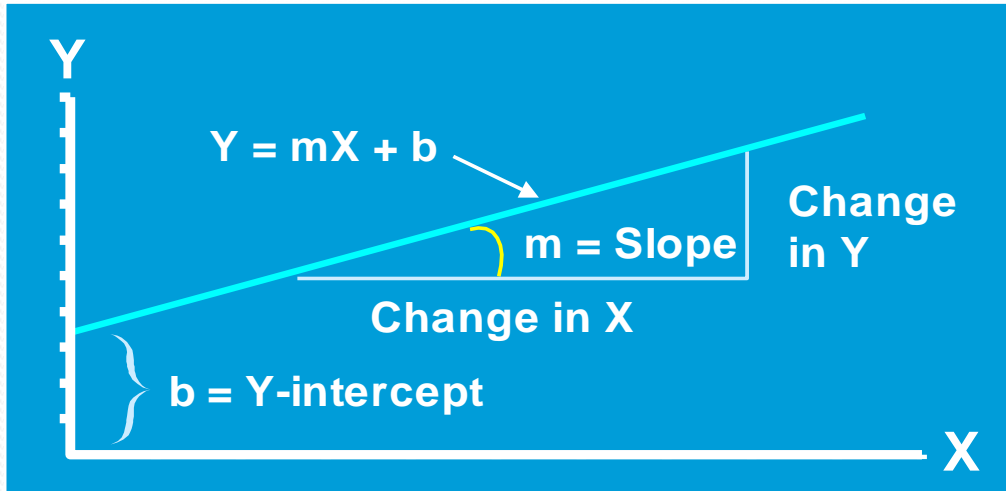 Y
Y = mX + b
Change
in Y
m = Slope
Change in X
b = Y-intercept
X